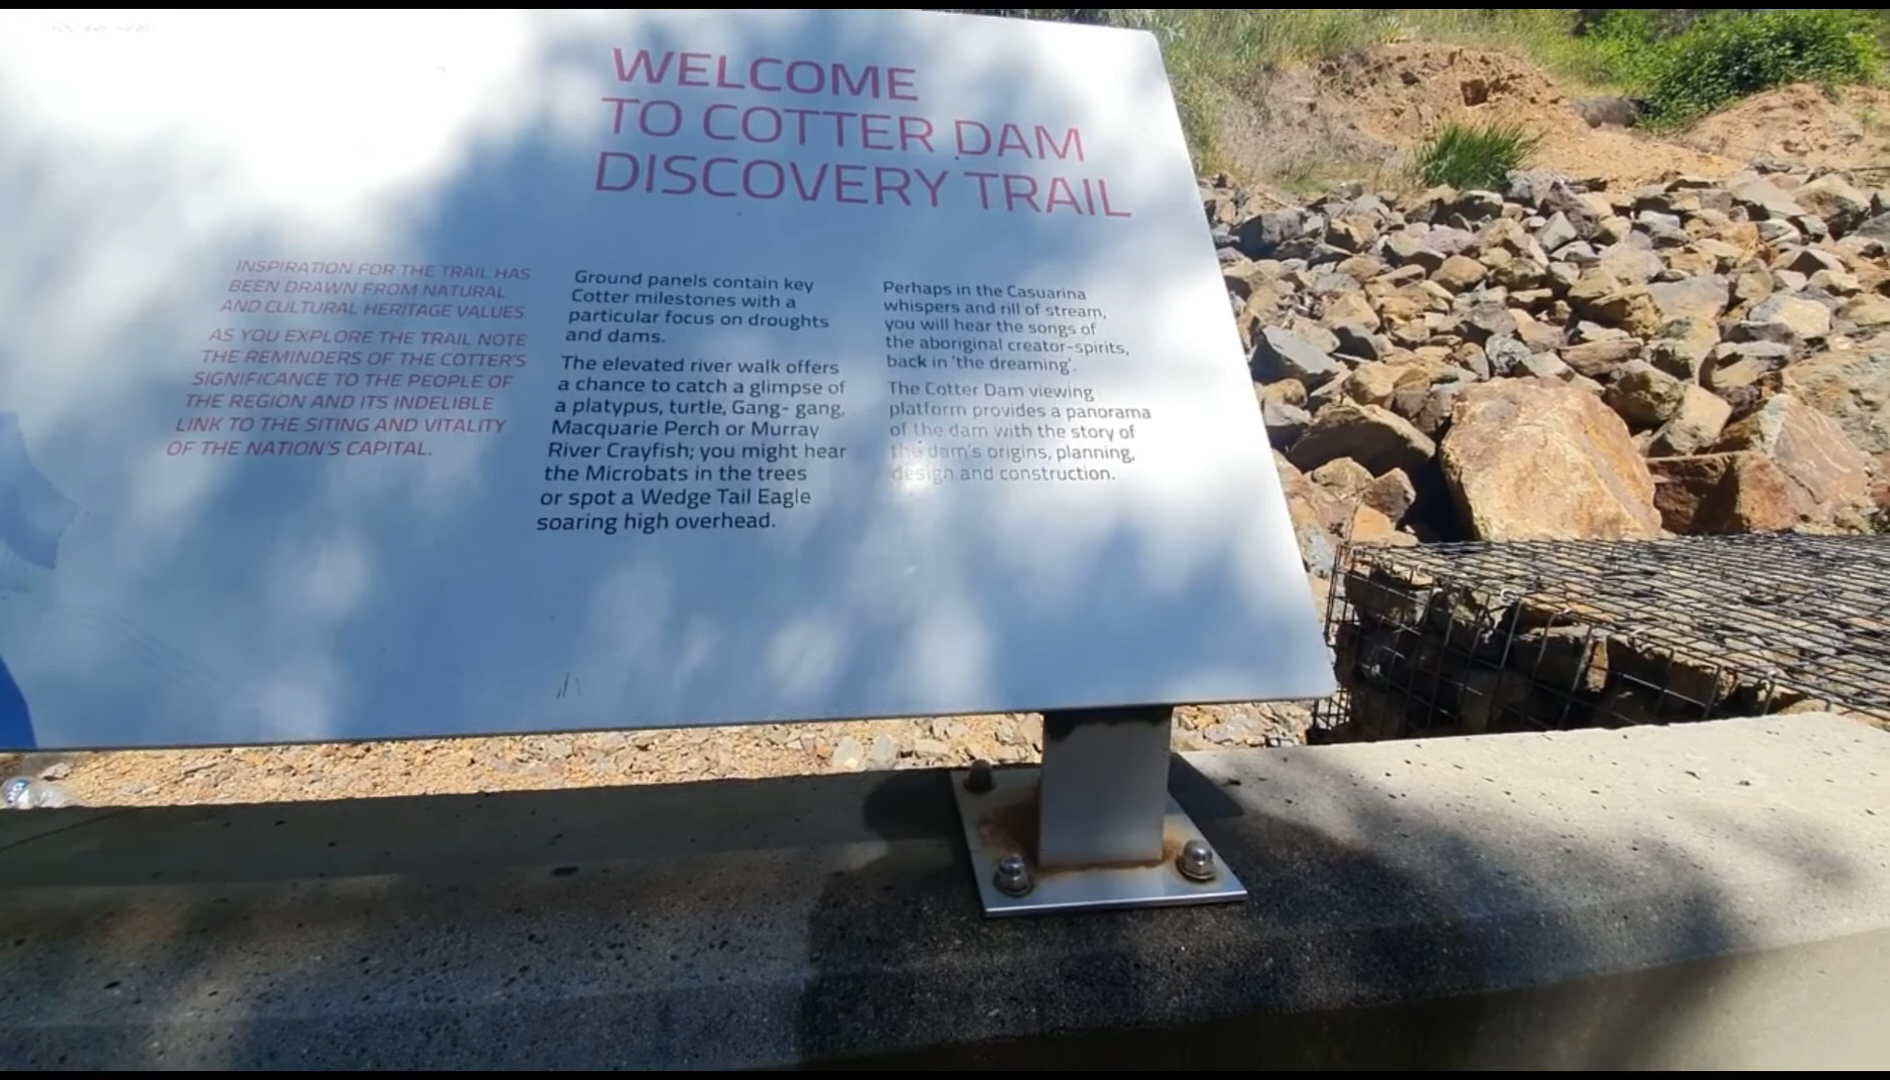 WELCOME
TO COTTER DAM
DISCOVERY TRAIL
INSPIRATION FOR THE TRAIL HAS
BEEN DRAWN FROM NATURAL
AND CULTURAL HERITAGE VALUES.
AS YOU EXPLORE THE TRAIL NOTE
THE REMINDERS OF THE COTTER'S
SIGNIFICANCE TO THE PEOPLE OF
THE REGION AND ITS INDELIBLE
LINK TO THE SITING AND VITALITY
OF THE NATION'S CAPITAL.
Ground panels contain key
Cotter milestones with a
particular focus on droughts
and dams.
The elevated river walk offers
a chance to catch a glimpse of
a platypus, turtle, Gang- gang,
Macquarie Perch or Murray
River Crayfish; you might hear
the Microbats in the trees
or spot a Wedge Tail Eagle
soaring high overhead.
Perhaps in the Casuarina
whispers and rill of stream,
you will hear the songs of
the aboriginal creator-spirits,
back in 'the dreaming'.
The Cotter Dam viewing
platform provides a panorama
of the dam with the story of
the dam's origins, planning,
design and construction.